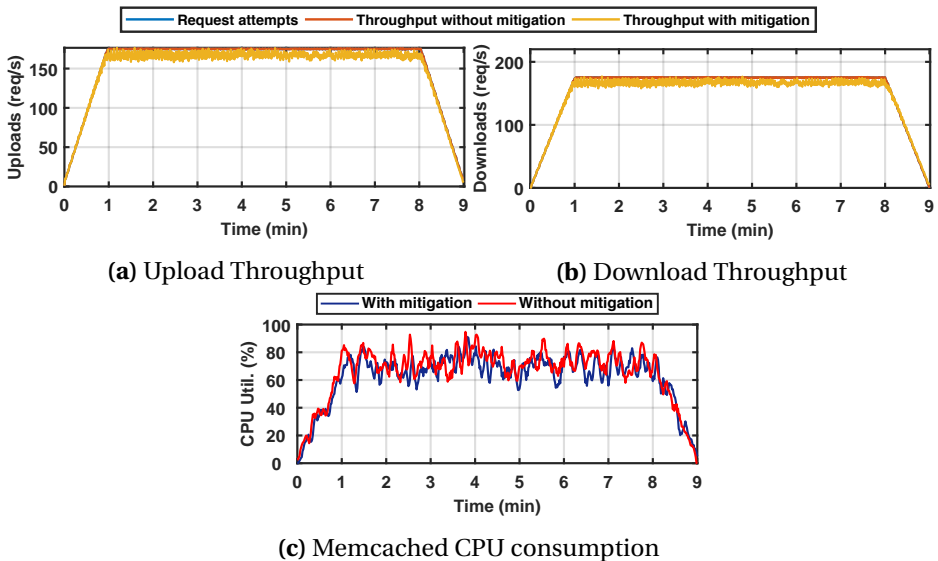 Request attempts Throughput without mitigation Throughput with mitigation
150
100
50
0
Uploads (req/s)
0 1 2 3 4 5 6 7 8 9
Time (min)
(a) Upload Throughput
200
100
0
Downloads (req/s)
0 1 2 3 4 5 6 7 8 9
Time (min)
(b) Download Throughput
With mitigation Without mitigation
100
80
60
40
20
0
CPU Util. (%)
0 1 2 3 4 5 6 7 8 9
Time (min)
(c) Memcached CPU consumption